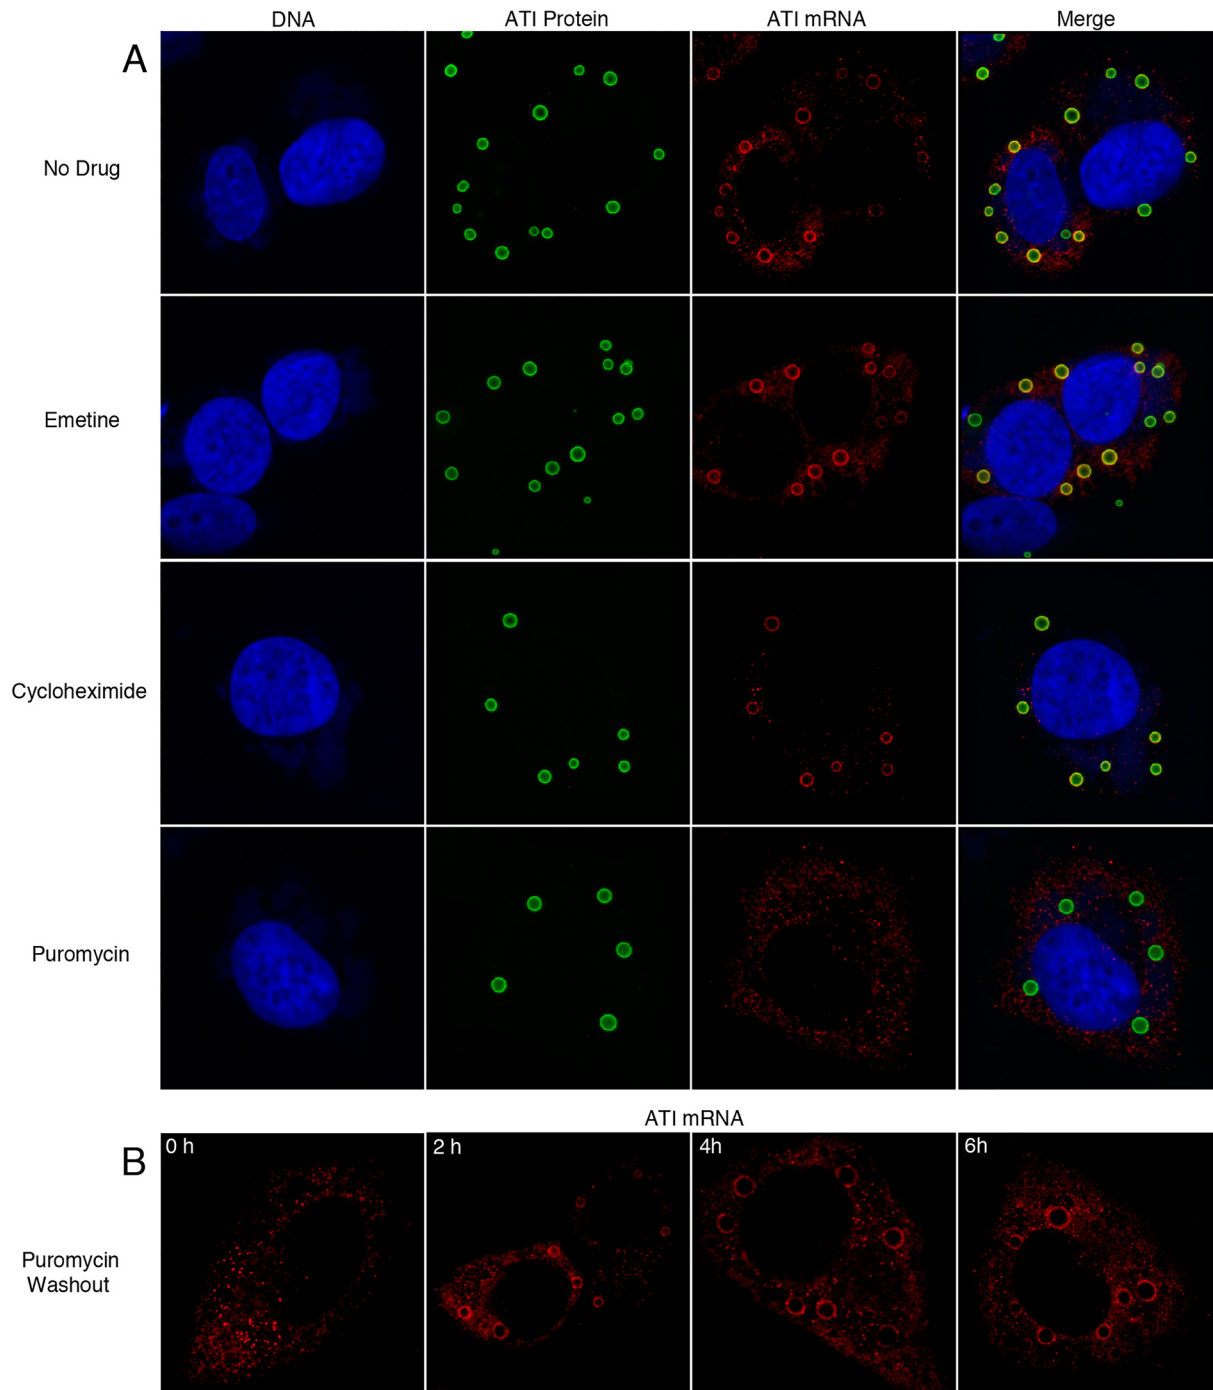 DNA ATI Protein ATI mRNA Merge
A
No Drug
Emetine
Cycloheximide
Puromycin
ATI mRNA
B
0 h 2 h 4h 6h
Puromycin
Washout